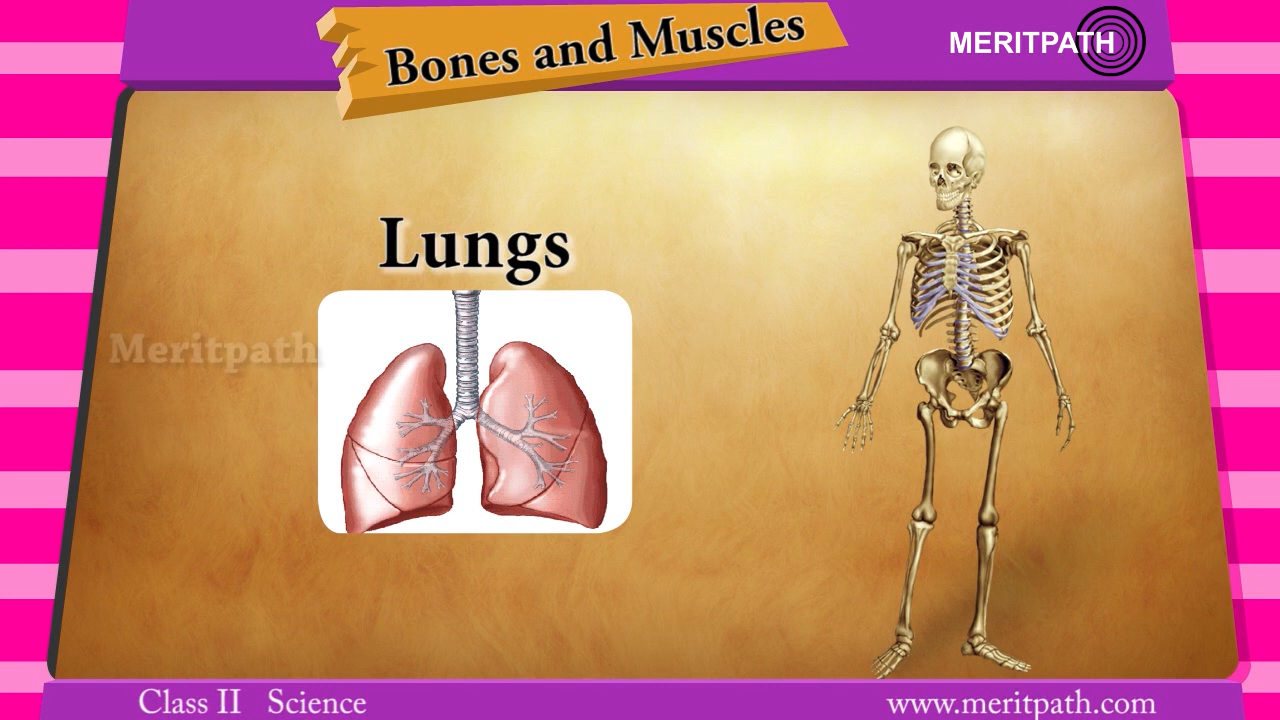 Bones and Muscles
MERITPATH
Lungs
Meritpath
Class II Science
www.meritpath.com